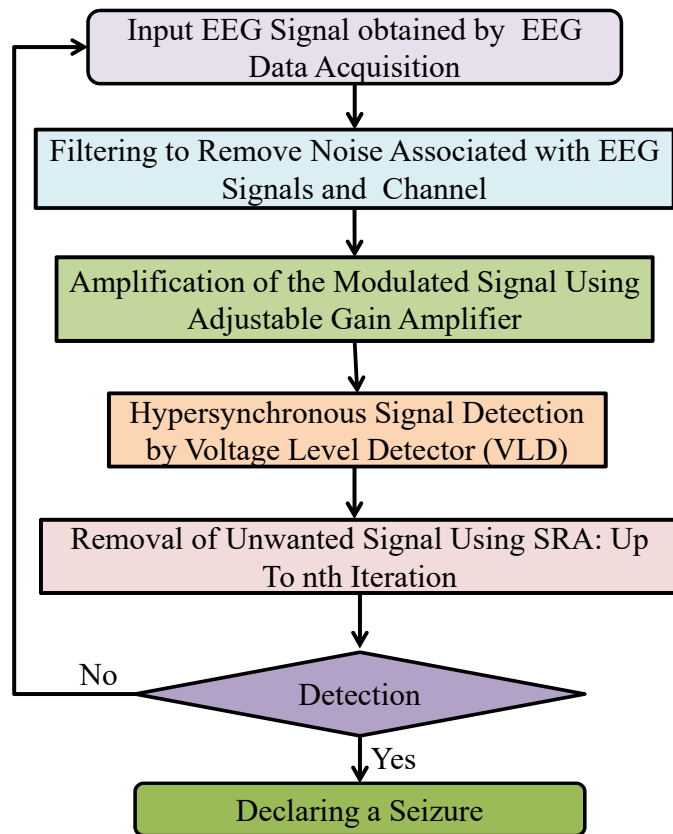 Input EEG Signal obtained by EEG
Data Acquisition
Filtering to Remove Noise Associated with EEG
Signals and Channel
Amplification of the Modulated Signal Using
Adjustable Gain Amplifier
Hypersynchronous Signal Detection
by Voltage Level Detector (VLD)
Removal of Unwanted Signal Using SRA: Up
To nth Iteration
No
Detection
Yes
Declaring a Seizure